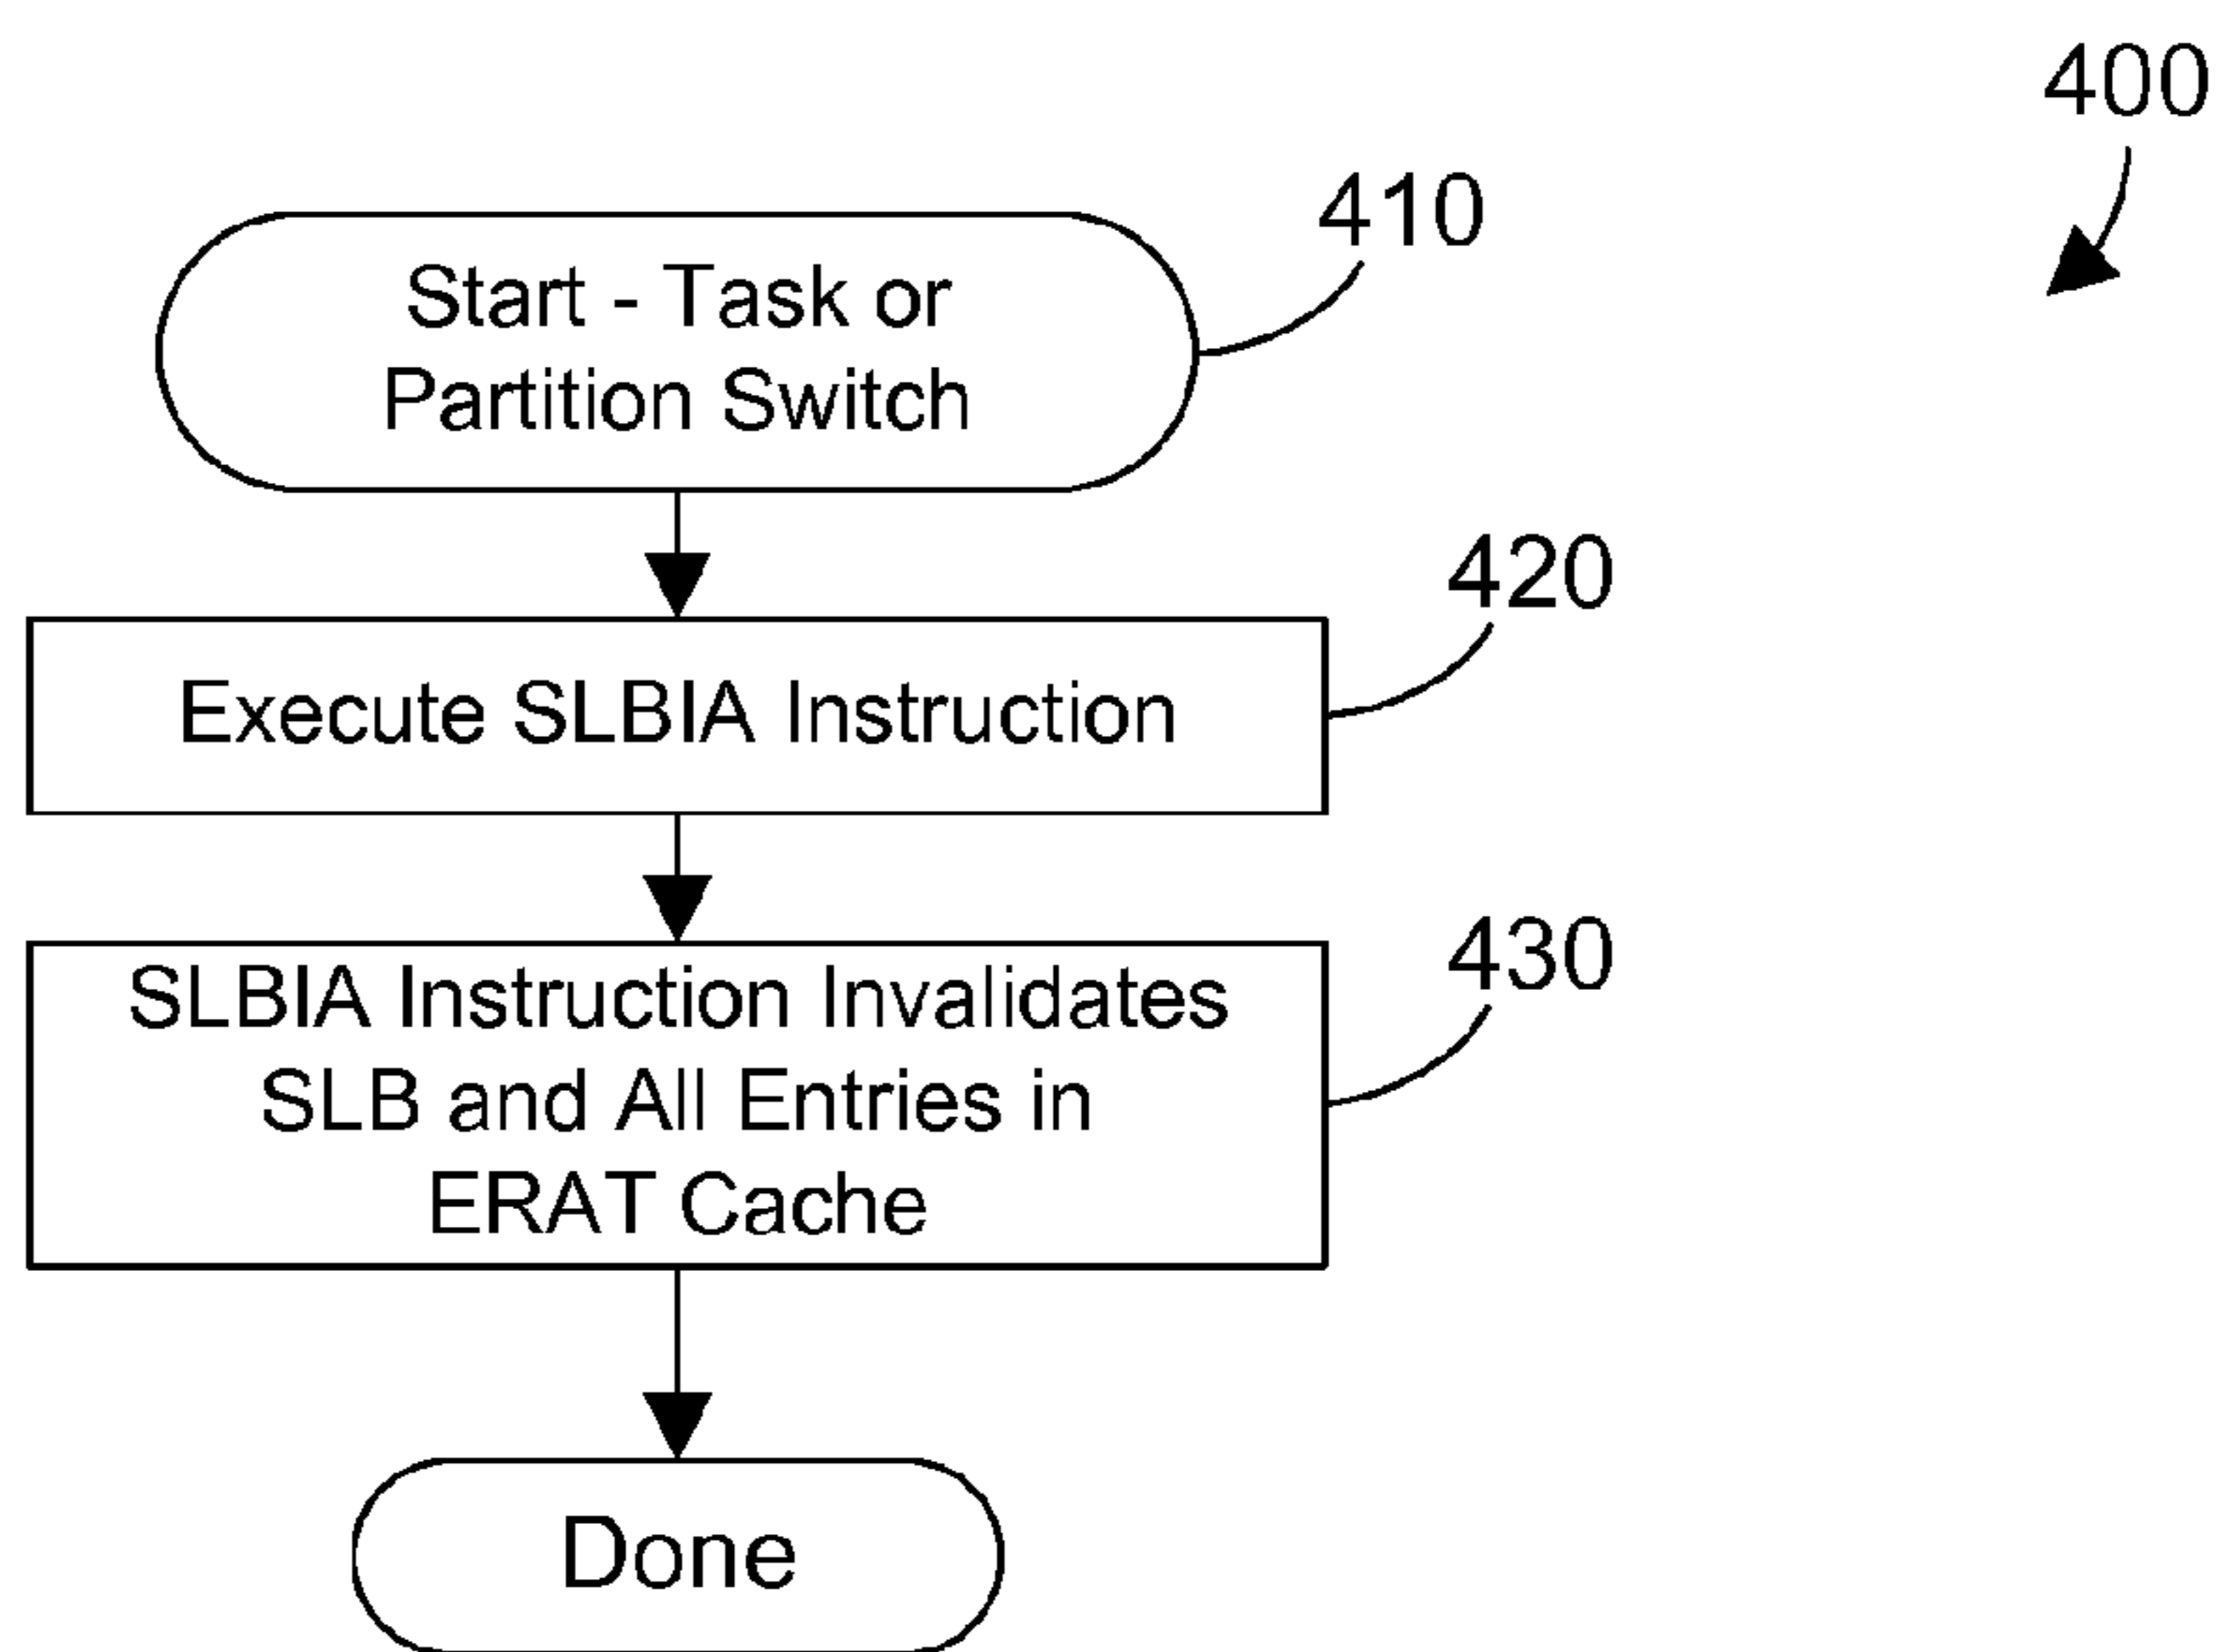 400
410
Start - Task or
Partition Switch
420
Execute SLBIA Instruction
430
SLBIA Instruction Invalidates
SLB and All Entries in
ERAT Cache
Done